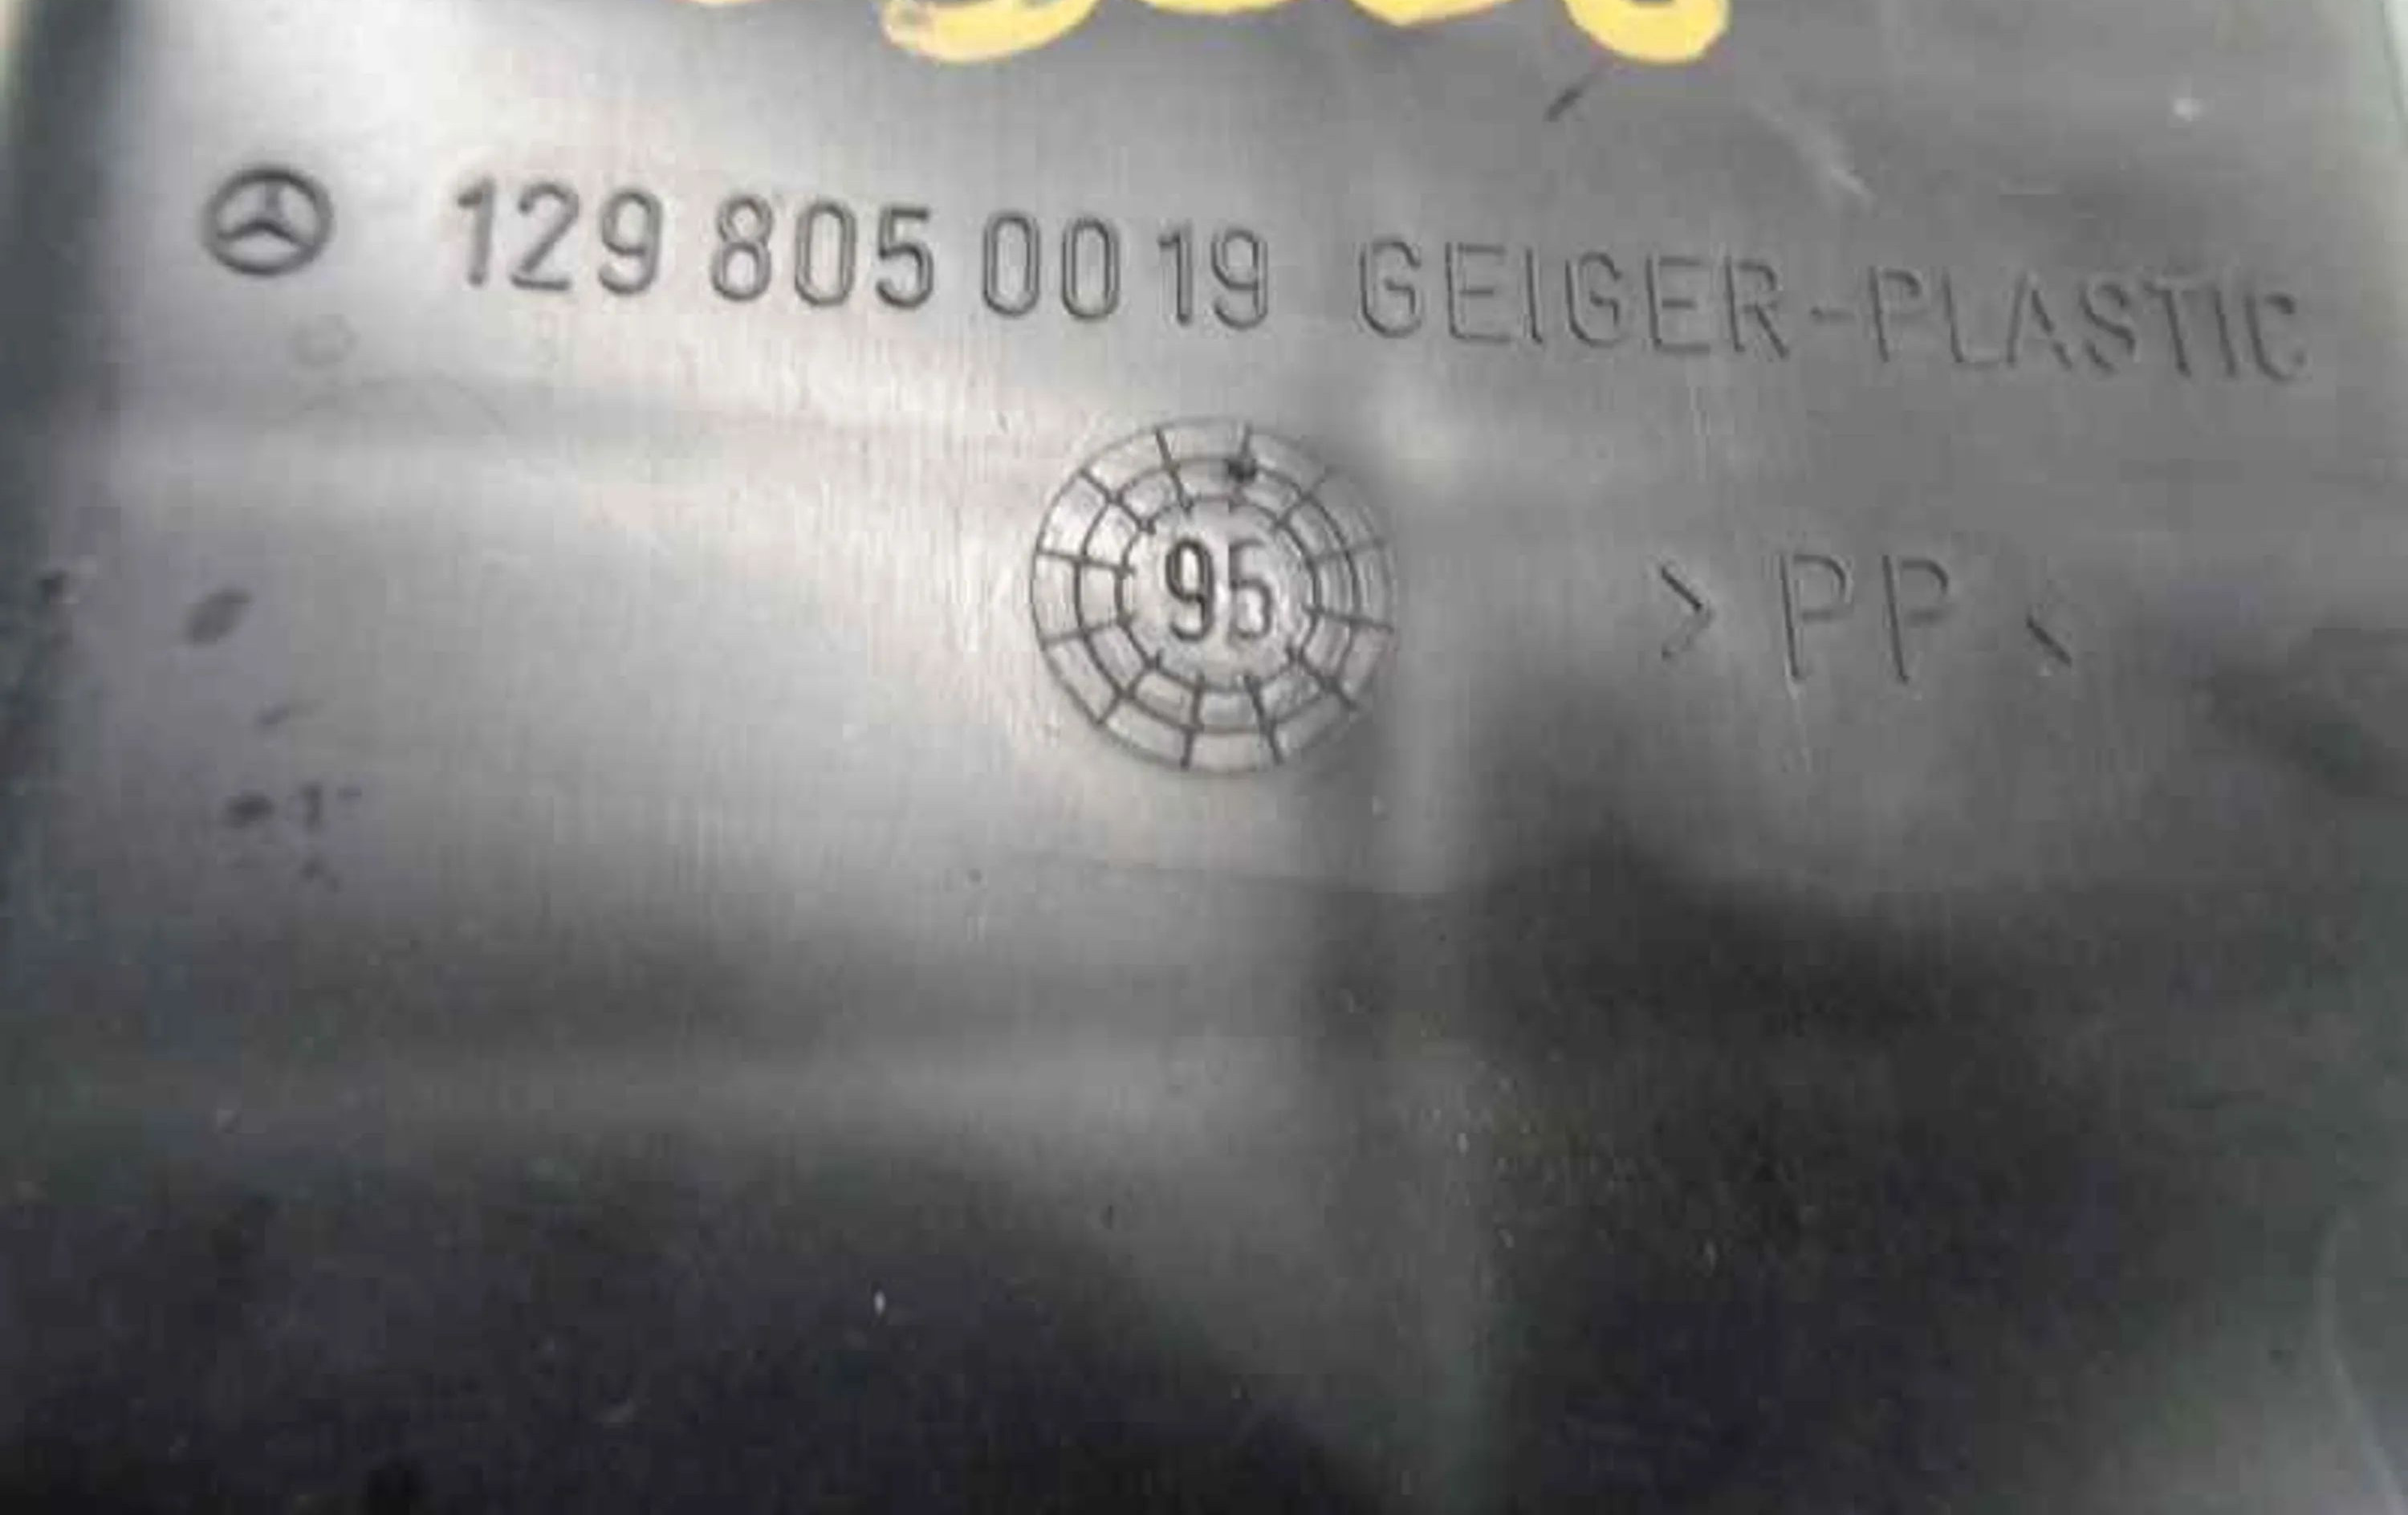 129 805 00 19 GEIGER-PLASTIC
95
> PP <